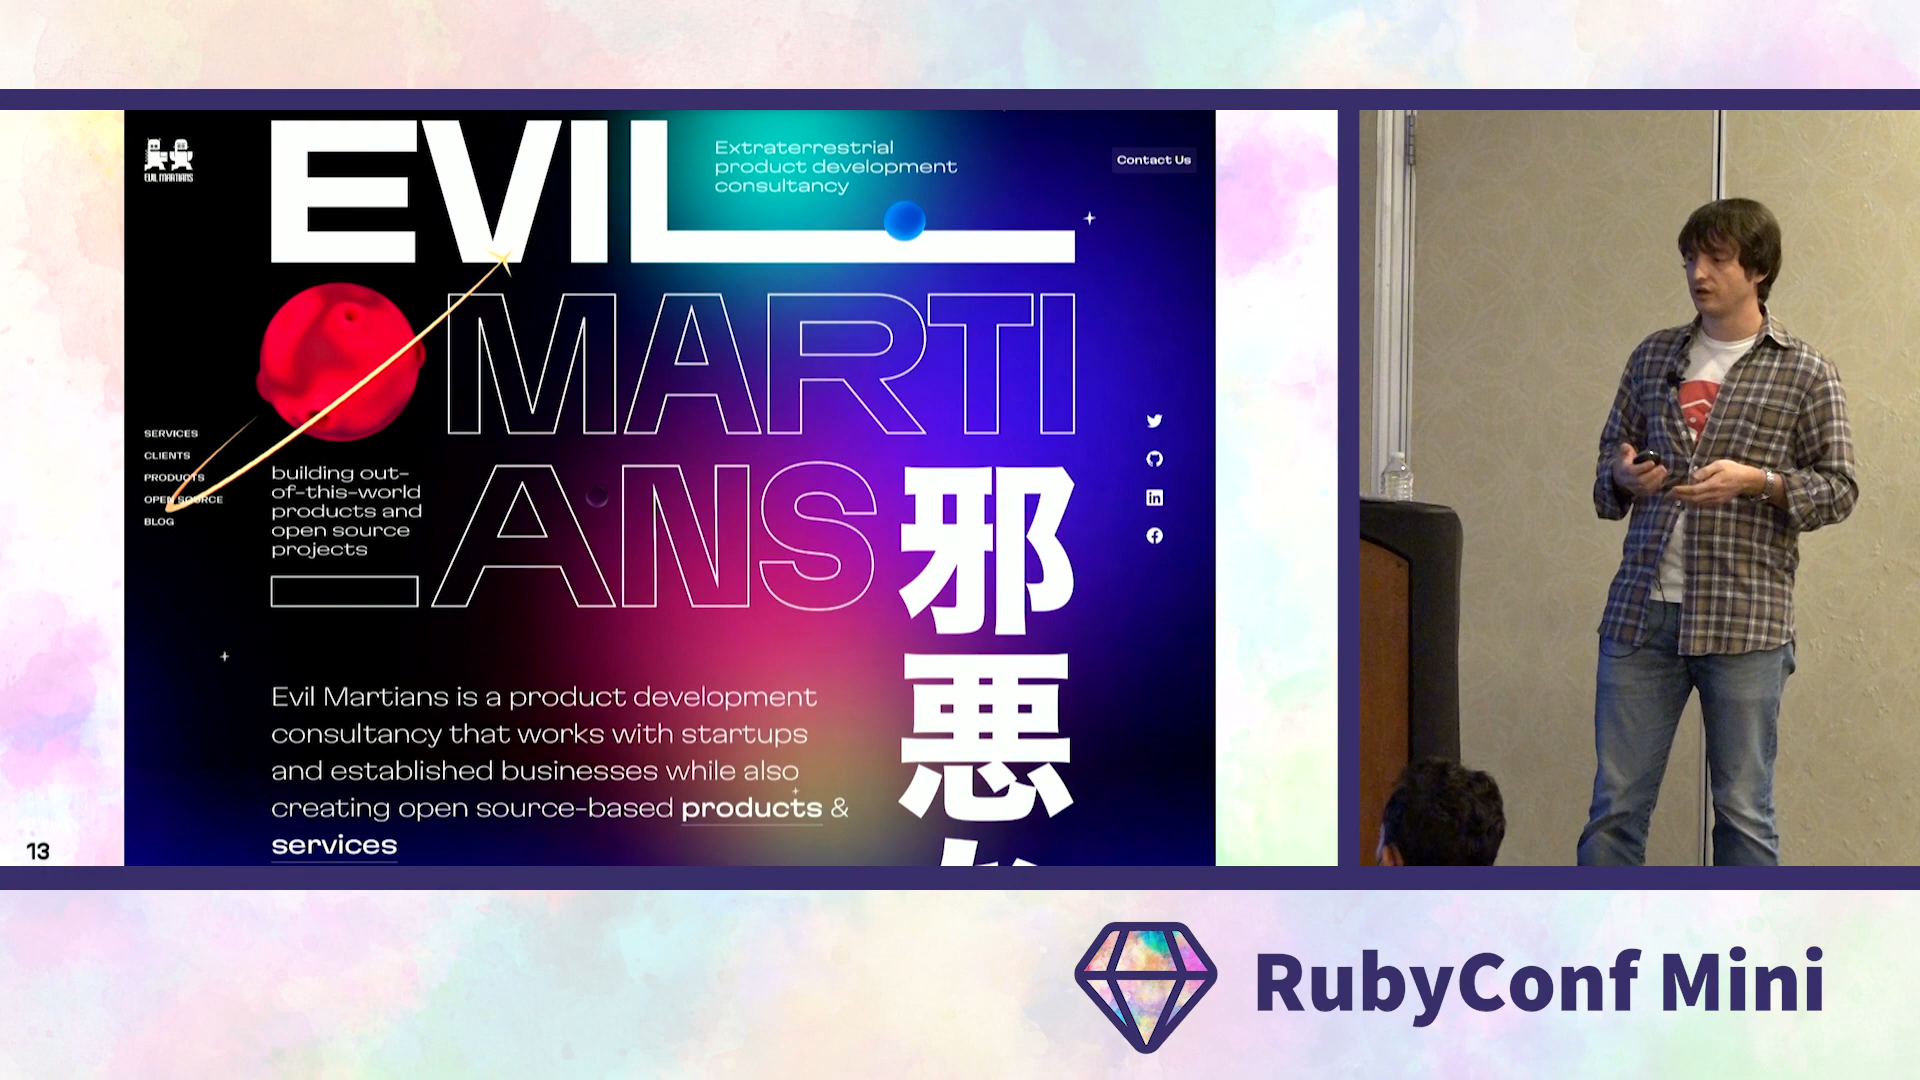 EVIL MARTIANS
EVIL
Extraterrestrial
product development
consultancy
Contact Us
MARTI
ANS
SERVICES
CLIENTS
PRODUCTS
OPEN SOURCE
BLOG
building out-
of-this-world
products and
open source
projects
邪
悪
Evil Martians is a product development
consultancy that works with startups
and established businesses while also
creating open source-based products &
services
13
RubyConf Mini